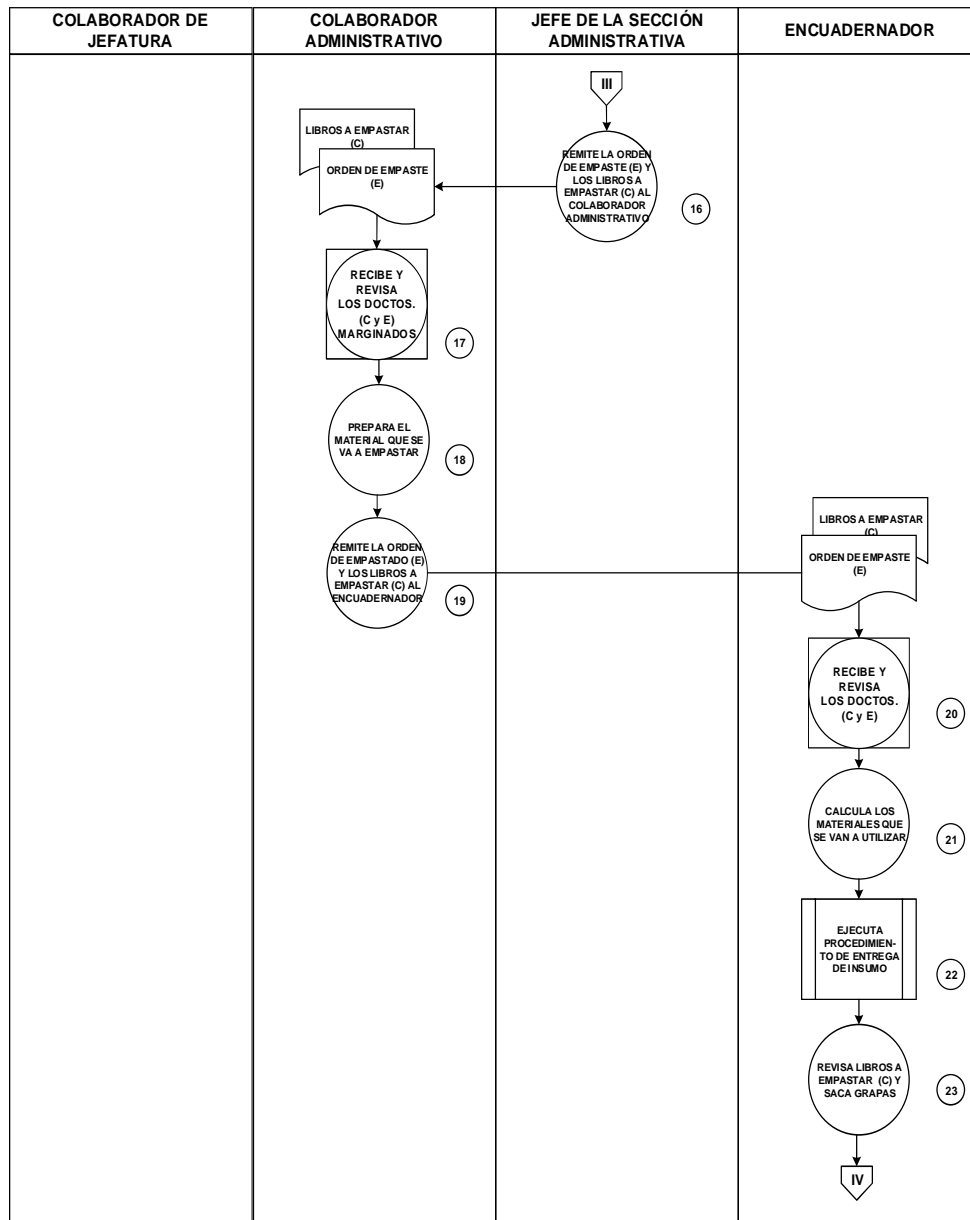 COLABORADOR DE
JEFATURA
COLABORADOR
ADMINISTRATIVO
JEFE DE LA SECCIÓN
ADMINISTRATIVA
ENCUADERNADOR
III
REMITE LA ORDEN
DE EMPASTE (E) Y
LOS LIBROS A
EMPASTAR (C) AL
COLABORADOR
ADMINISTRATIVO
16
LIBROS A EMPASTAR
(C)
ORDEN DE EMPASTE
(E)
RECIBE Y
REVISA
LOS DOCTOS.
(C y E)
MARGINADOS
17
PREPARA EL
MATERIAL QUE SE
VA A EMPASTAR
18
REMITE LA ORDEN
DE EMPASTADO (E)
Y LOS LIBROS A
EMPASTAR (C) AL
ENCUADERNADOR
19
LIBROS A EMPASTAR
(C)
ORDEN DE EMPASTE
(E)
RECIBE Y
REVISA
LOS DOCTOS.
(C y E)
20
CALCULA LOS
MATERIALES QUE
SE VAN A UTILIZAR
21
EJECUTA
PROCEDIMIEN-
TO DE ENTREGA
DE INSUMO
22
REVISA LIBROS A
EMPASTAR (C) Y
SACA GRAPAS
23
IV